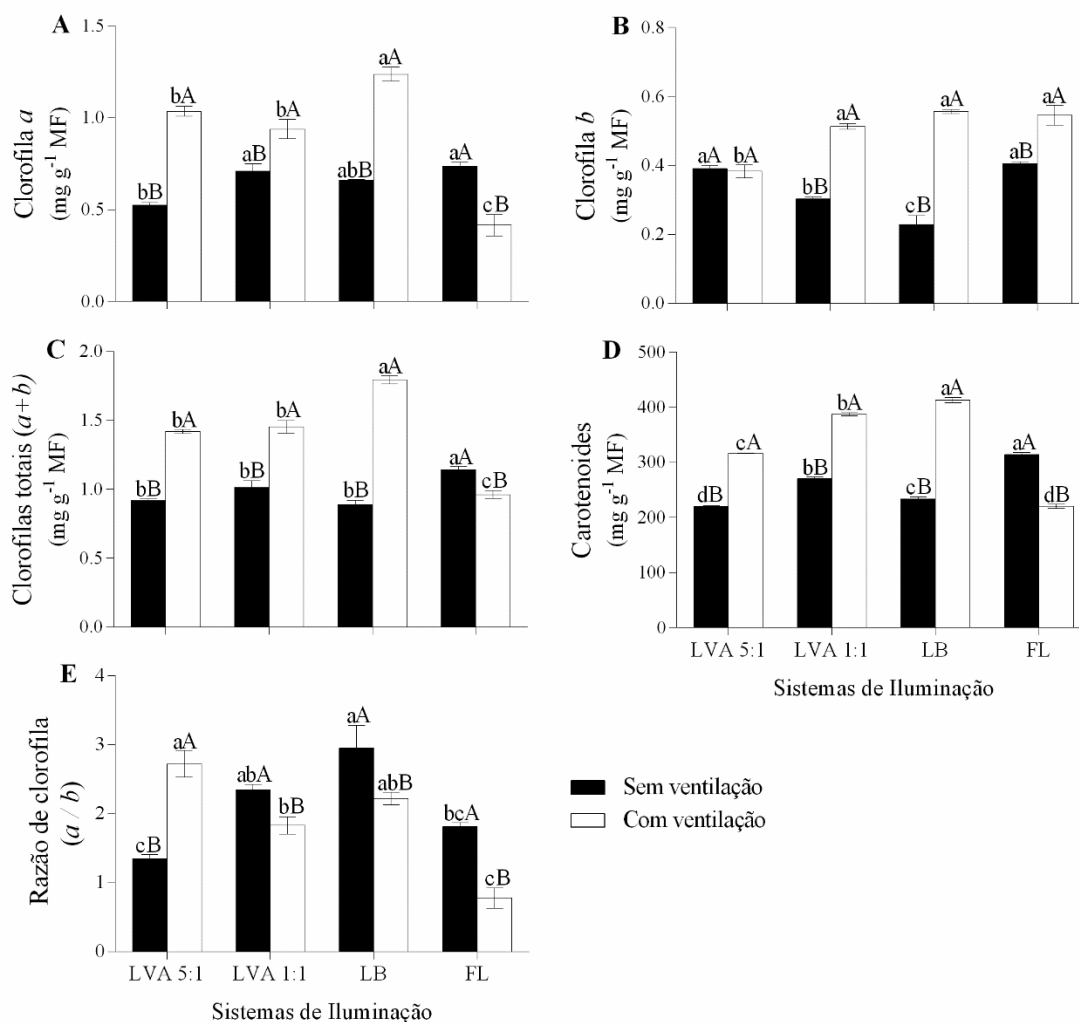 A
Clorofila a
(mg g⁻¹ MF)
1.5
1.0
0.5
0.0
bB
bA
aB
bA
abB
aA
aA
cB
B
Clorofila b
(mg g⁻¹ MF)
0.8
0.6
0.4
0.2
0.0
aA
bA
bB
aA
cB
aA
aB
aA
C
Clorofilas totais (a+b)
(mg g⁻¹ MF)
2.0
1.5
1.0
0.5
0.0
bB
bA
bB
bA
bB
aA
aA
cB
D
Carotenoides
(mg g⁻¹ MF)
500
400
300
200
100
0
dB
cA
bB
bA
cB
aA
aA
dB
LVA 5:1 LVA 1:1 LB FL
Sistemas de Iluminação
E
Razão de clorofila
(a / b)
4
3
2
1
0
cB
aA
abA
bB
aA
abB
bcA
cB
LVA 5:1 LVA 1:1 LB FL
Sistemas de Iluminação
Sem ventilação
Com ventilação